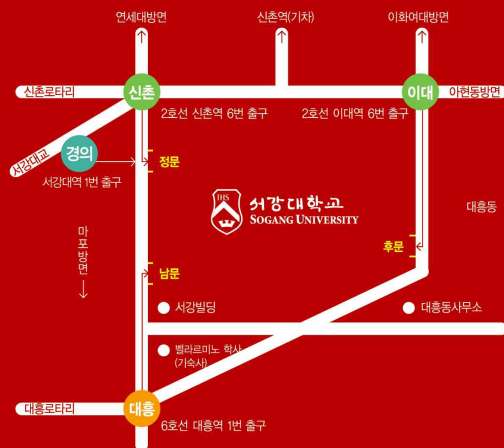 연세대방면
신촌역(기차)
이화여대방면
신촌로타리
신촌
이대
아현동방면
2호선 신촌역 6번 출구
2호선 이대역 6번 출구
서강대교
경의
정문
서강대역 1번 출구
IHS
서강대학교
SOGANG UNIVERSITY
대흥동
마포방면
후문
남문
서강빌딩
대흥동사무소
벨라르미노 학사
(기숙사)
대흥로타리
대흥
6호선 대흥역 1번 출구